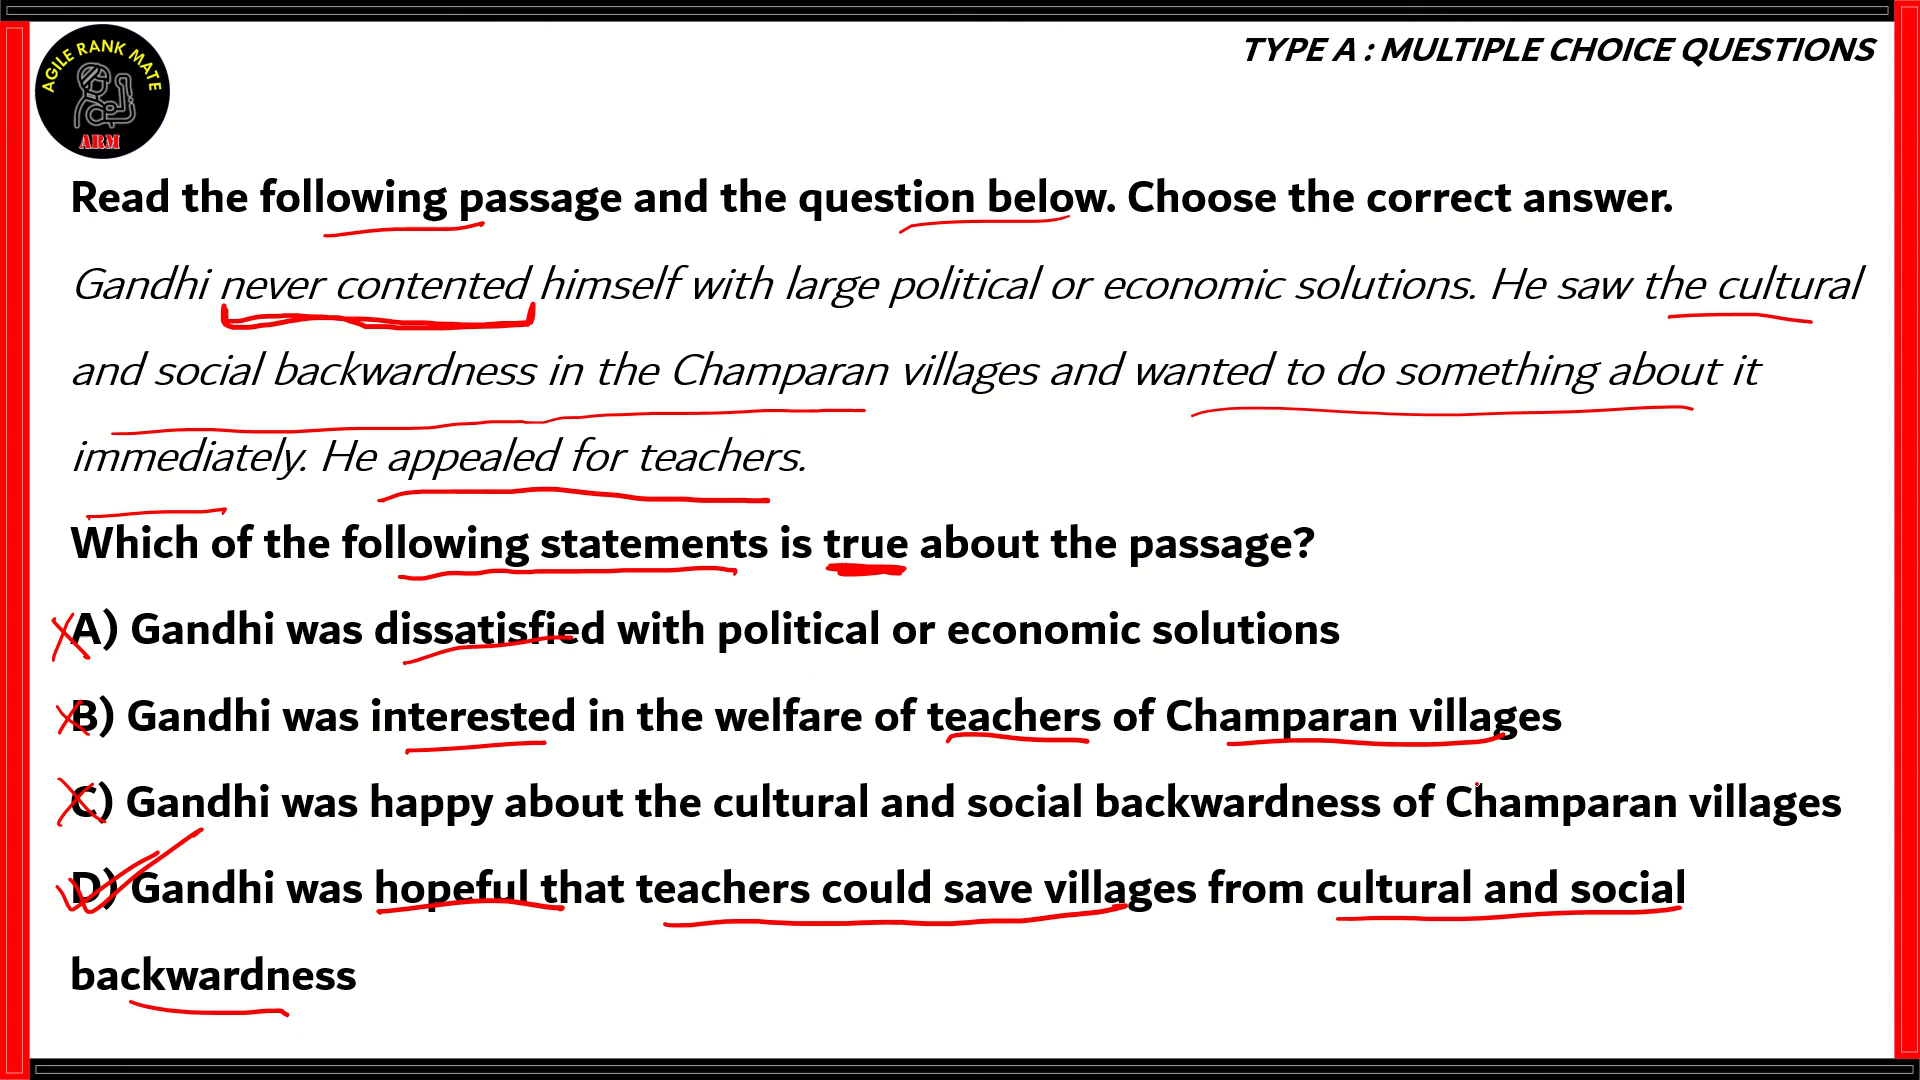 AGILE RANK MATE
ARM
TYPE A : MULTIPLE CHOICE QUESTIONS
Read the following passage and the question below. Choose the correct answer.
Gandhi never contented himself with large political or economic solutions. He saw the cultural
and social backwardness in the Champaran villages and wanted to do something about it
immediately. He appealed for teachers.
Which of the following statements is true about the passage?
A) Gandhi was dissatisfied with political or economic solutions
B) Gandhi was interested in the welfare of teachers of Champaran villages
C) Gandhi was happy about the cultural and social backwardness of Champaran villages
D) Gandhi was hopeful that teachers could save villages from cultural and social
backwardness